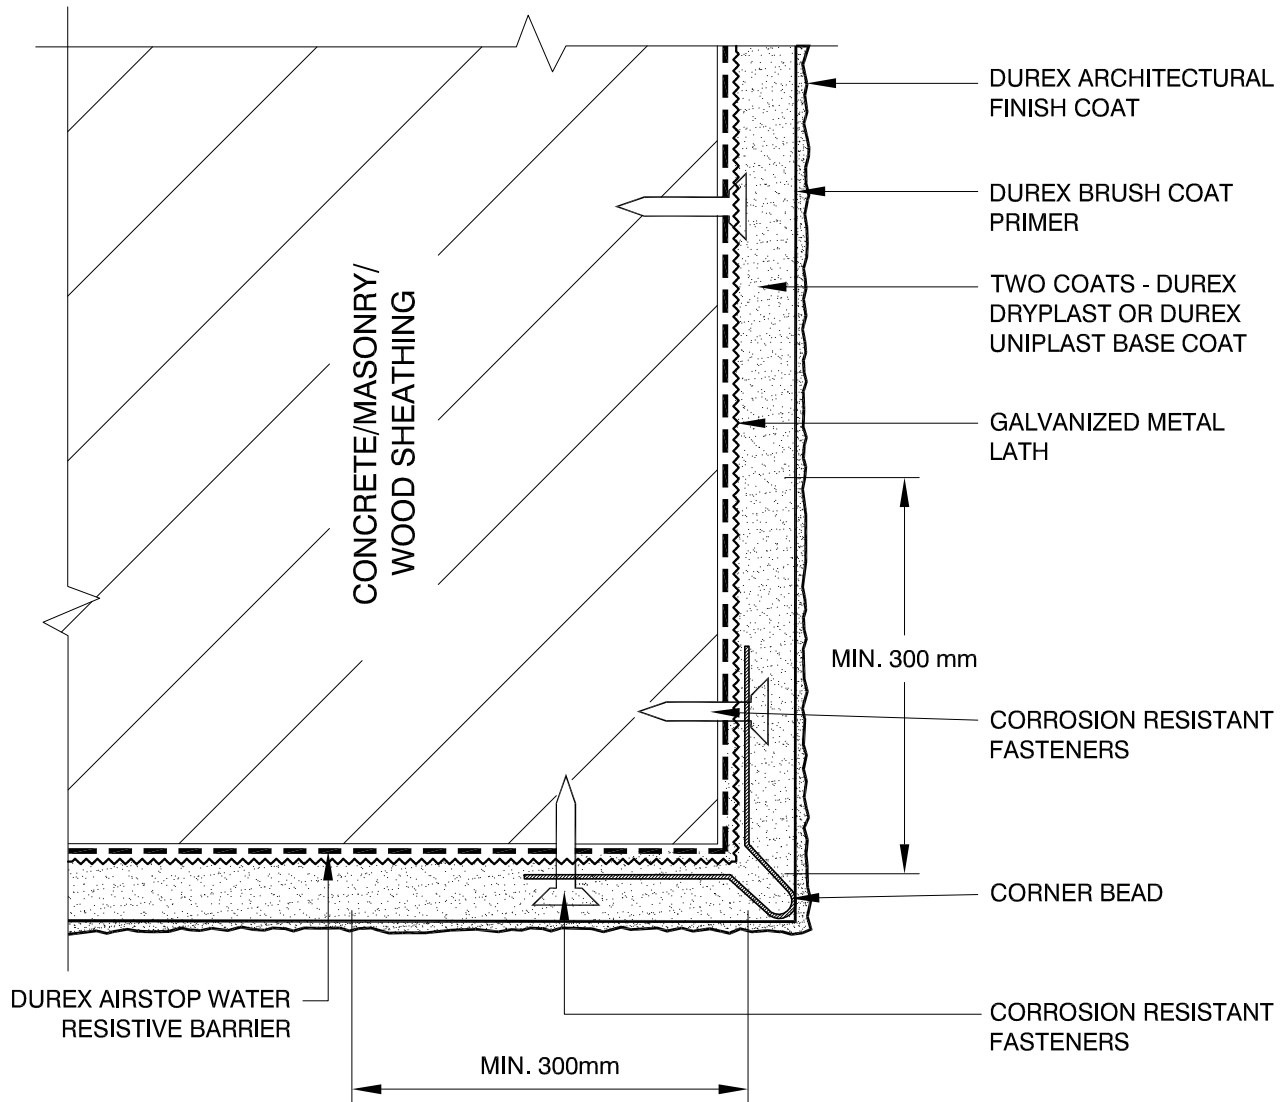 DUREX ARCHITECTURAL
FINISH COAT
DUREX BRUSH COAT
PRIMER
TWO COATS - DUREX
DRYPLAST OR DUREX
UNIPLAST BASE COAT
CONCRETE/MASONRY/
WOOD SHEATHING
GALVANIZED METAL
LATH
MIN. 300 mm
CORROSION RESISTANT
FASTENERS
CORNER BEAD
DUREX AIRSTOP WATER
RESISTIVE BARRIER
CORROSION RESISTANT
FASTENERS
MIN. 300mm